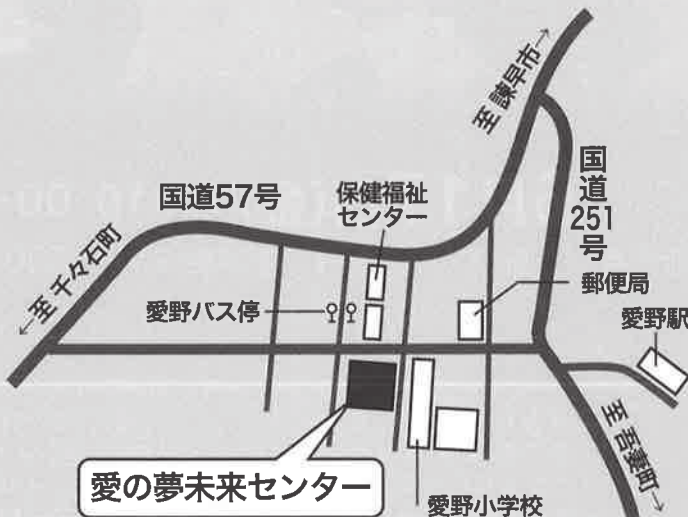 至 諫早市→
国道57号
保健福祉
センター
国道
251
号
←至 千々石町
愛野バス停
郵便局
愛野駅
愛の夢未来センター
愛野小学校
至 吾妻町→